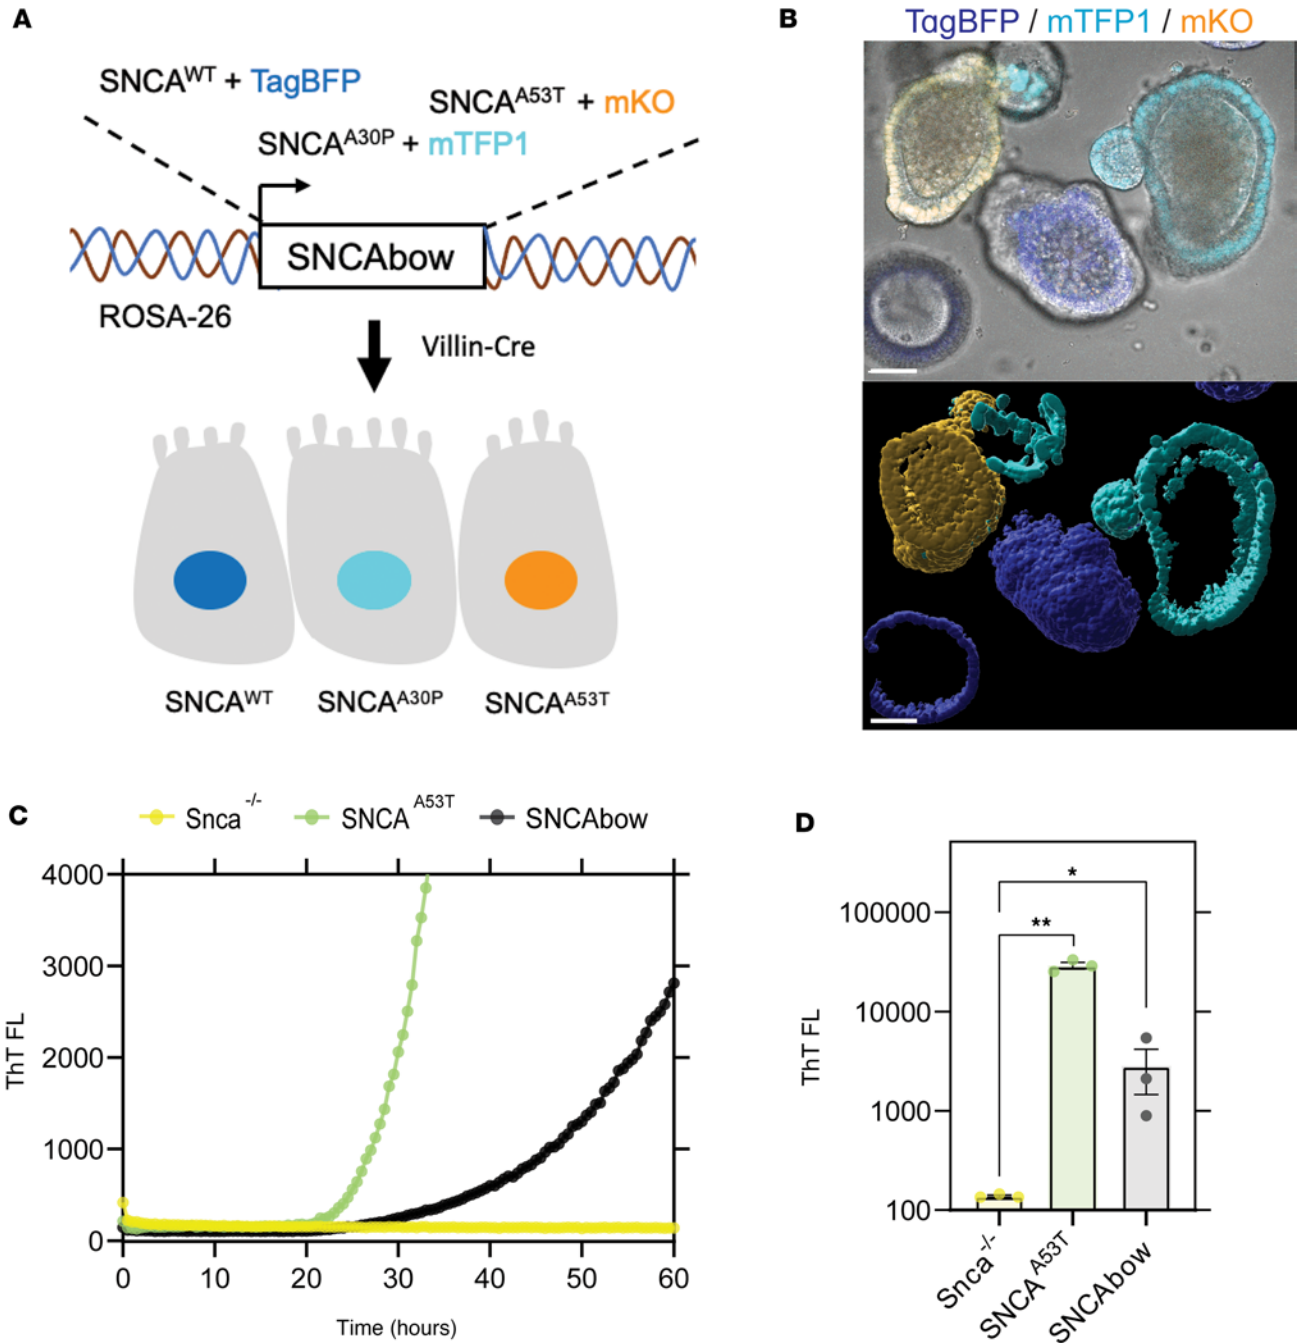 A
SNCA^WT + TagBFP
SNCA^A53T + mKO
SNCA^A30P + mTFP1
SNCAbow
ROSA-26
Villin-Cre
SNCA^WT SNCA^A30P SNCA^A53T
B
TagBFP / mTFP1 / mKO
C
Snca^-/- SNCA^A53T SNCAbow
4000
3000
2000
1000
0
ThT FL
0 10 20 30 40 50 60
Time (hours)
D
*
**
100000
10000
1000
100
ThT FL
Snca^-/-
SNCA^A53T
SNCAbow